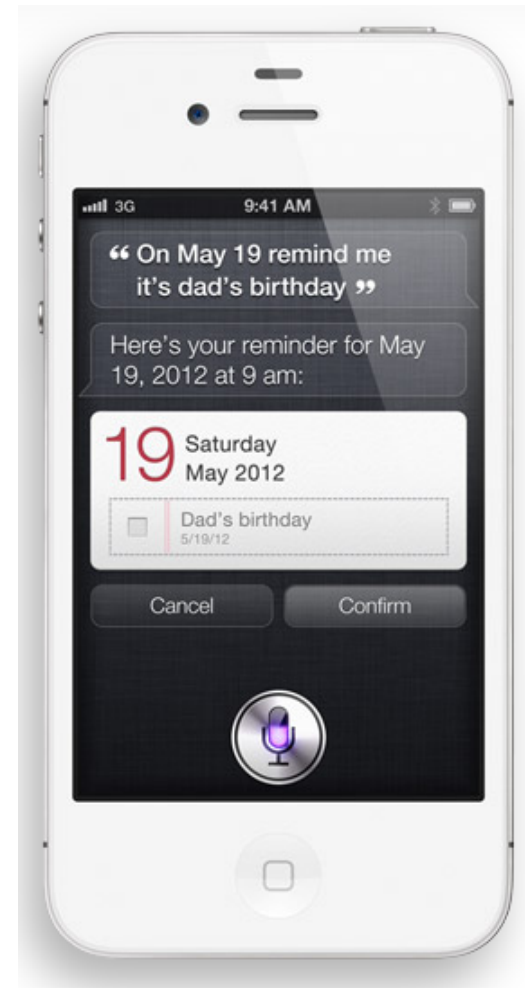 3G 9:41 AM
“ On May 19 remind me
it’s dad’s birthday ”
Here’s your reminder for May
19, 2012 at 9 am:
19 Saturday
May 2012
Dad’s birthday
5/19/12
Cancel Confirm